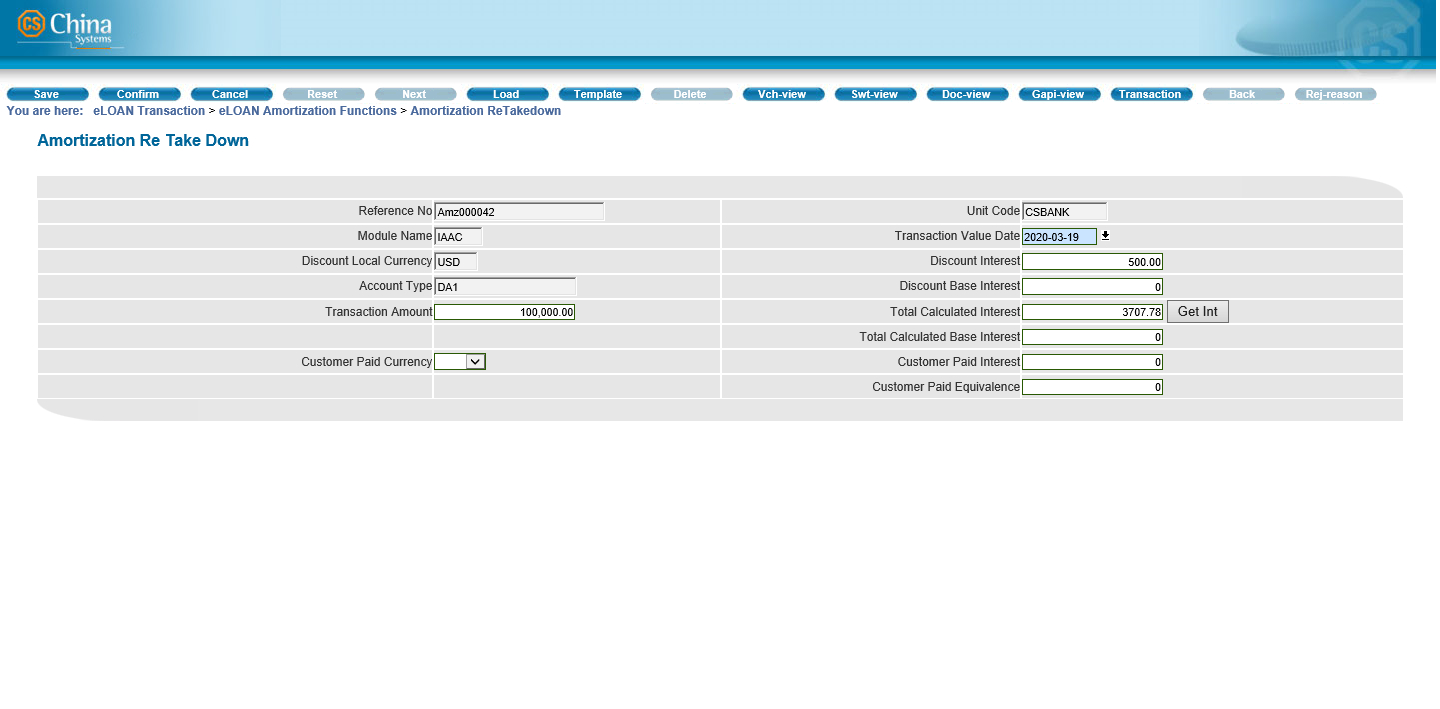 CS China
Systems
CS
Save Confirm Cancel Reset Next Load Template Delete Vch-view Swt-view Doc-view Gapi-view Transaction Back Rej-reason
You are here: eLOAN Transaction > eLOAN Amortization Functions > Amortization ReTakedown
Amortization Re Take Down
Reference No Amz000042 Unit Code CSBANK
Module Name IAAC Transaction Value Date 2020-03-19
Discount Local Currency USD Discount Interest 500.00
Account Type DA1 Discount Base Interest 0
Transaction Amount 100,000.00 Total Calculated Interest 3707.78 Get Int
Total Calculated Base Interest 0
Customer Paid Currency Customer Paid Interest 0
Customer Paid Equivalence 0